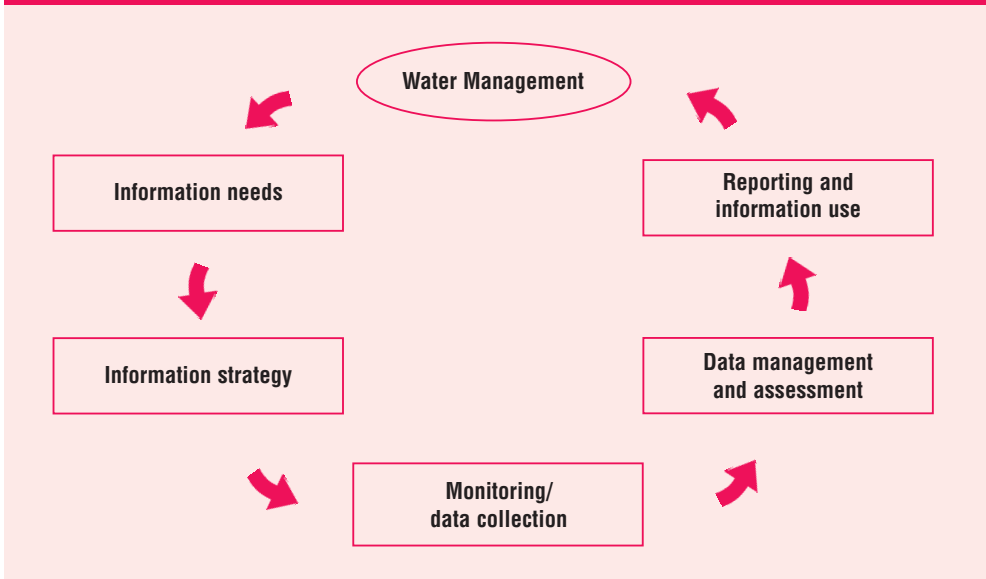 Water Management
Information needs
Reporting and
information use
Information strategy
Data management
and assessment
Monitoring/
data collection